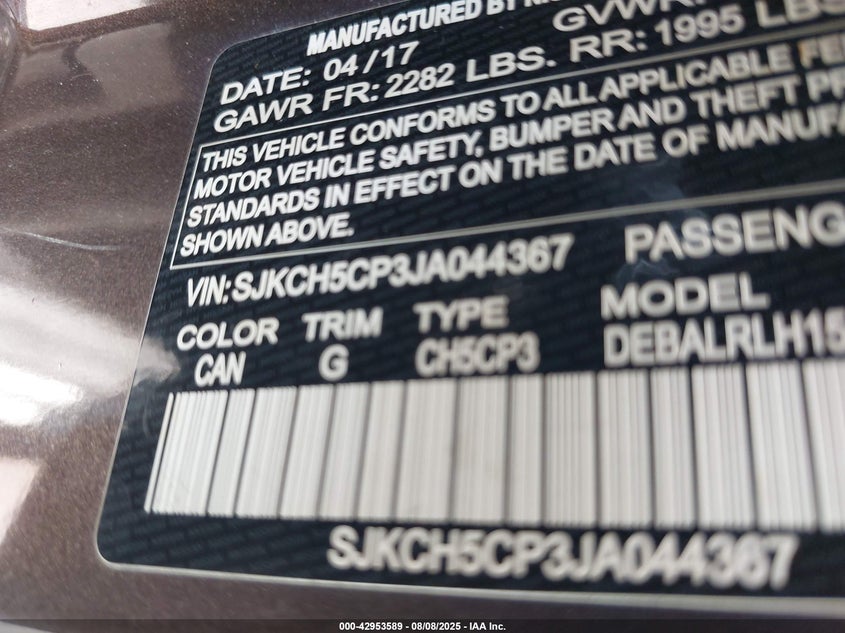 MANUFACTURED BY
DATE: 04/17 GVWR:
GAWR FR: 2282 LBS. RR: 1995 LBS
THIS VEHICLE CONFORMS TO ALL APPLICABLE
MOTOR VEHICLE SAFETY, BUMPER AND THEFT
STANDARDS IN EFFECT ON THE DATE OF
SHOWN ABOVE.
VIN: SJKCH5CP3JA044367 PASSENG
COLOR TRIM TYPE MODEL
CAN G CH5CP3 DEBALRLH15
SJKCH5CP3JA044367
000-42953589 - 08/08/2025 - IAA Inc.